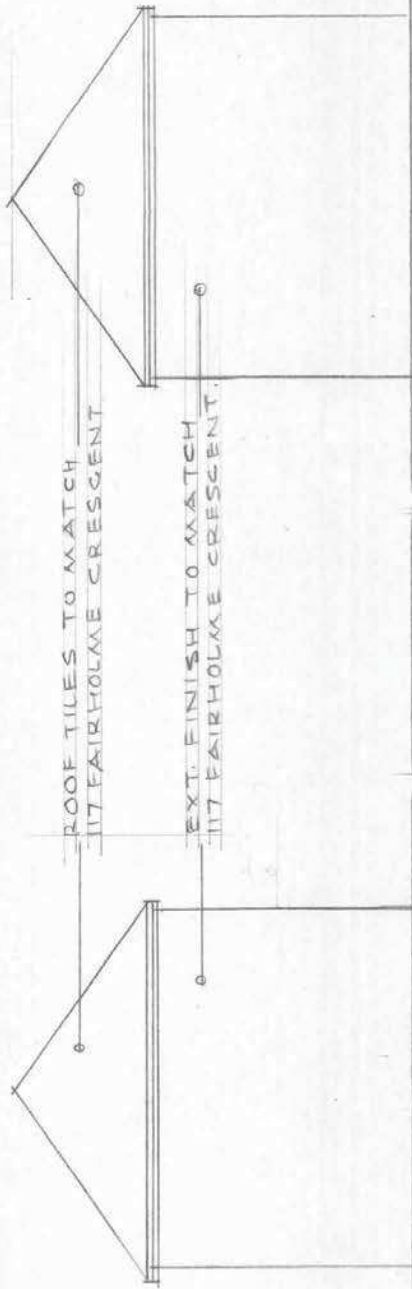 ROOF TILES TO MATCH
117 FAIRHOLME CRESCENT
EXT. FINISH TO MATCH
117 FAIRHOLME CRESCENT.